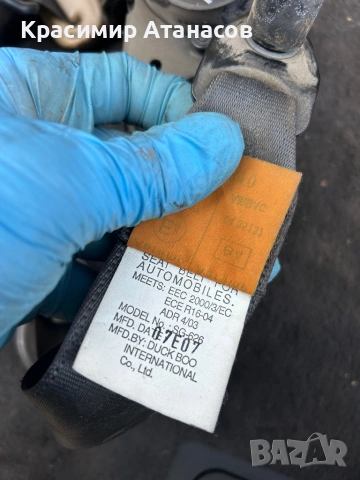 Красимир Атанасов
SEAT BELT FOR
AUTOMOBILES.
MEETS: EEC 2000/3/EC
ECE R16-04
ADR 4/03
MODEL No.:SG-626
MFD. DATE: 07E07
MFD.BY: DUCK BOO
INTERNATIONAL
Co., Ltd.
BAZAR